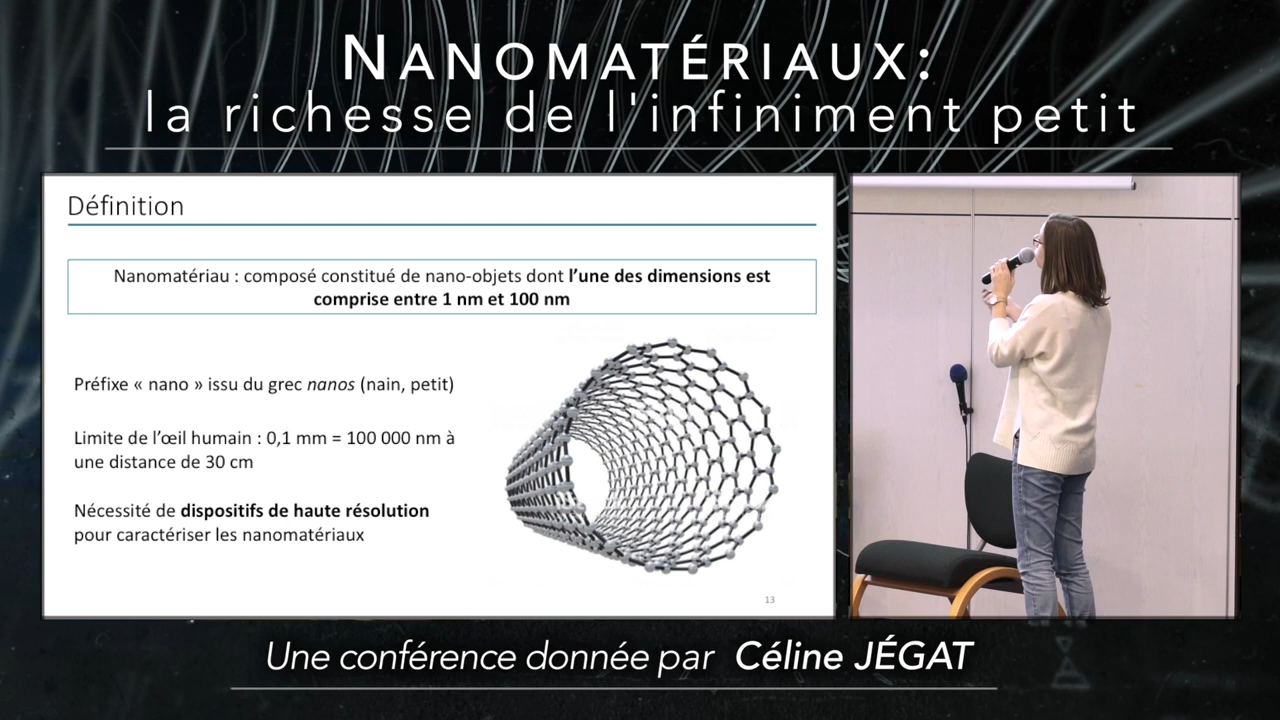 NANOMATÉRIAUX:
la richesse de l'infiniment petit
Définition
Nanomatériau : composé constitué de nano-objets dont l’une des dimensions est
comprise entre 1 nm et 100 nm
Préfixe « nano » issu du grec nanos (nain, petit)
Limite de l’œil humain : 0,1 mm = 100 000 nm à
une distance de 30 cm
Nécessité de dispositifs de haute résolution
pour caractériser les nanomatériaux
13
Une conférence donnée par Céline JÉGAT